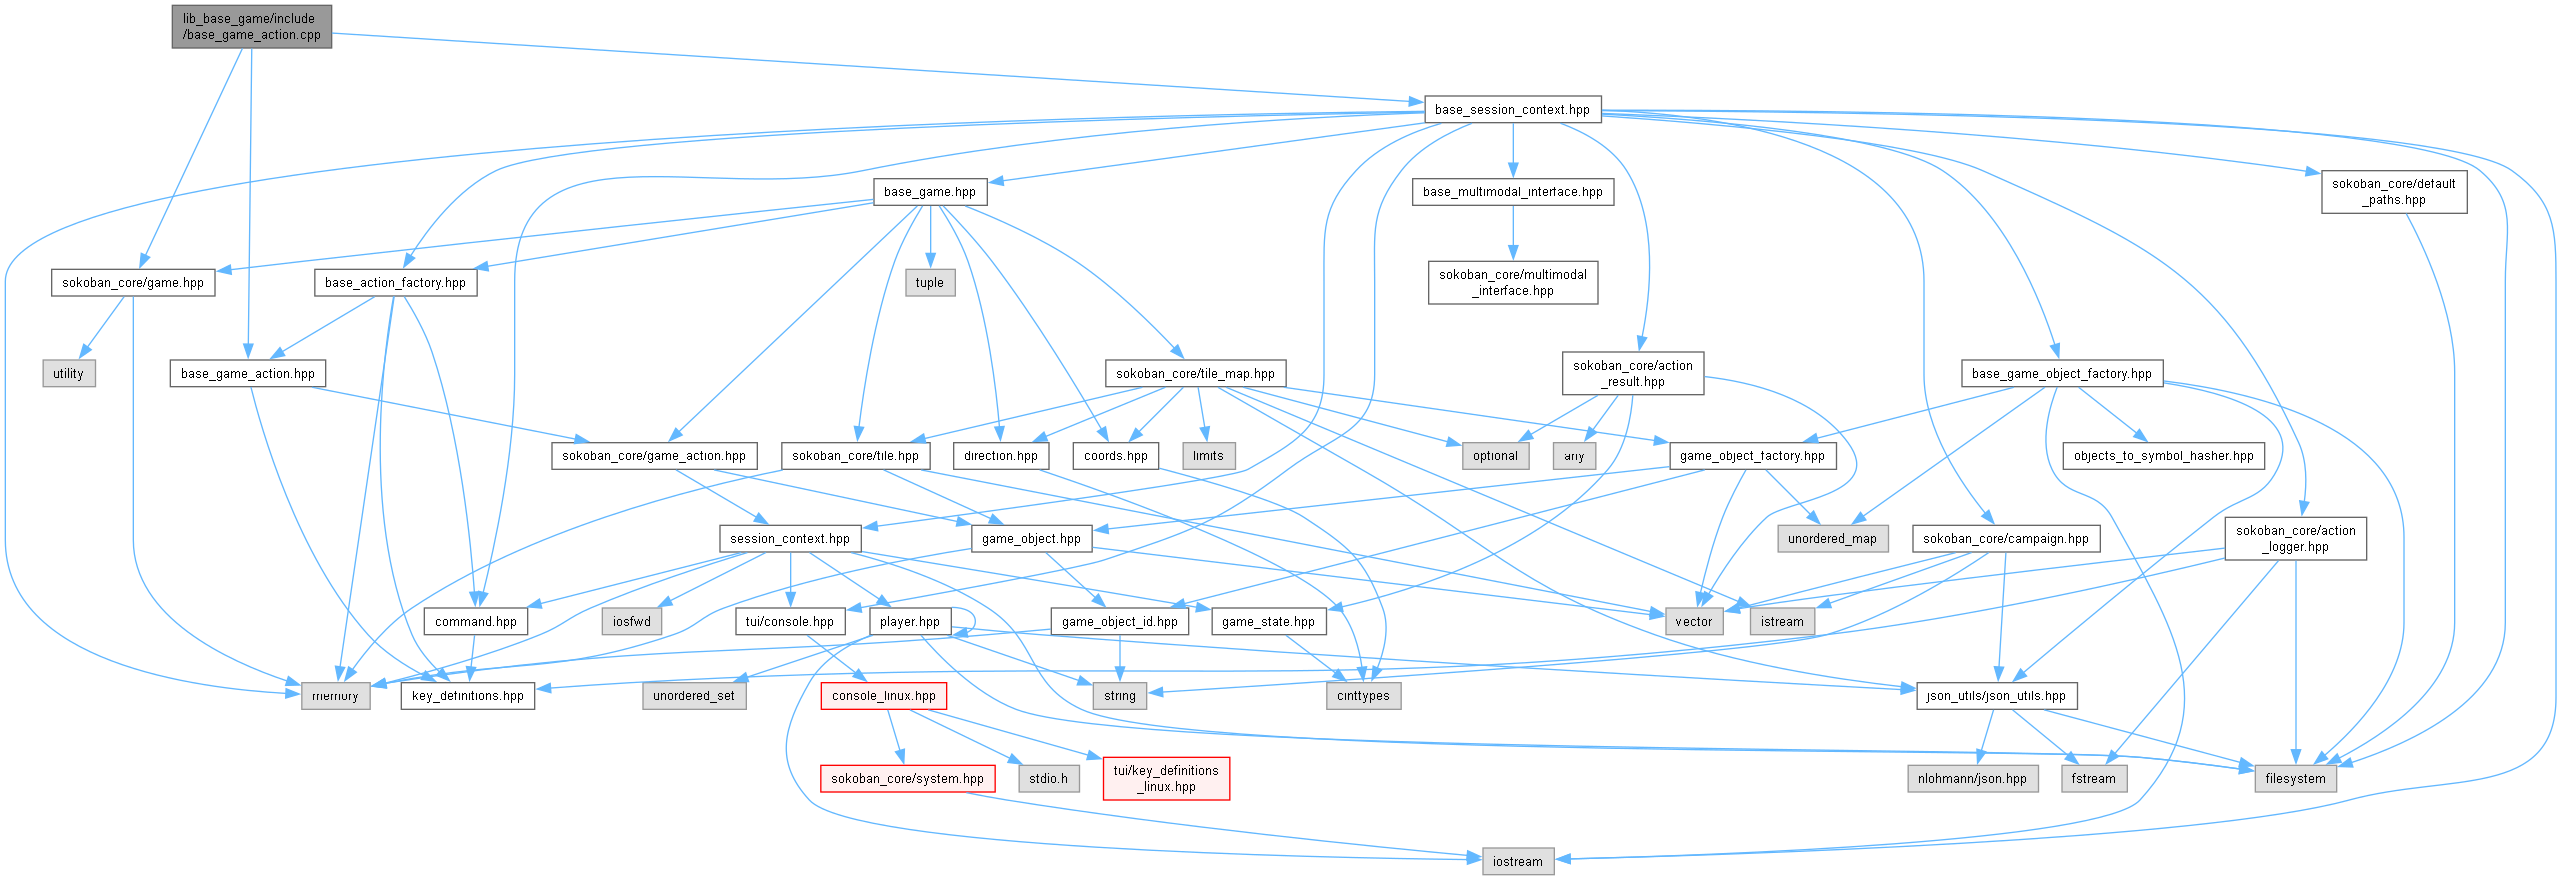 lib_base_game/include
/base_game_action.cpp
base_session_context.hpp
base_game.hpp
base_multimodal_interface.hpp
sokoban_core/default
_paths.hpp
sokoban_core/game.hpp
base_action_factory.hpp
tuple
sokoban_core/multimodal
_interface.hpp
utility
base_game_action.hpp
sokoban_core/tile_map.hpp
sokoban_core/action
_result.hpp
base_game_object_factory.hpp
sokoban_core/game_action.hpp
sokoban_core/tile.hpp
direction.hpp
coords.hpp
limits
optional
any
game_object_factory.hpp
objects_to_symbol_hasher.hpp
session_context.hpp
game_object.hpp
unordered_map
sokoban_core/campaign.hpp
sokoban_core/action
_logger.hpp
command.hpp
iosfwd
tui/console.hpp
player.hpp
game_object_id.hpp
game_state.hpp
vector
istream
memory
key_definitions.hpp
unordered_set
console_linux.hpp
string
cinttypes
json_utils/json_utils.hpp
sokoban_core/system.hpp
stdio.h
tui/key_definitions
_linux.hpp
nlohmann/json.hpp
fstream
filesystem
iostream